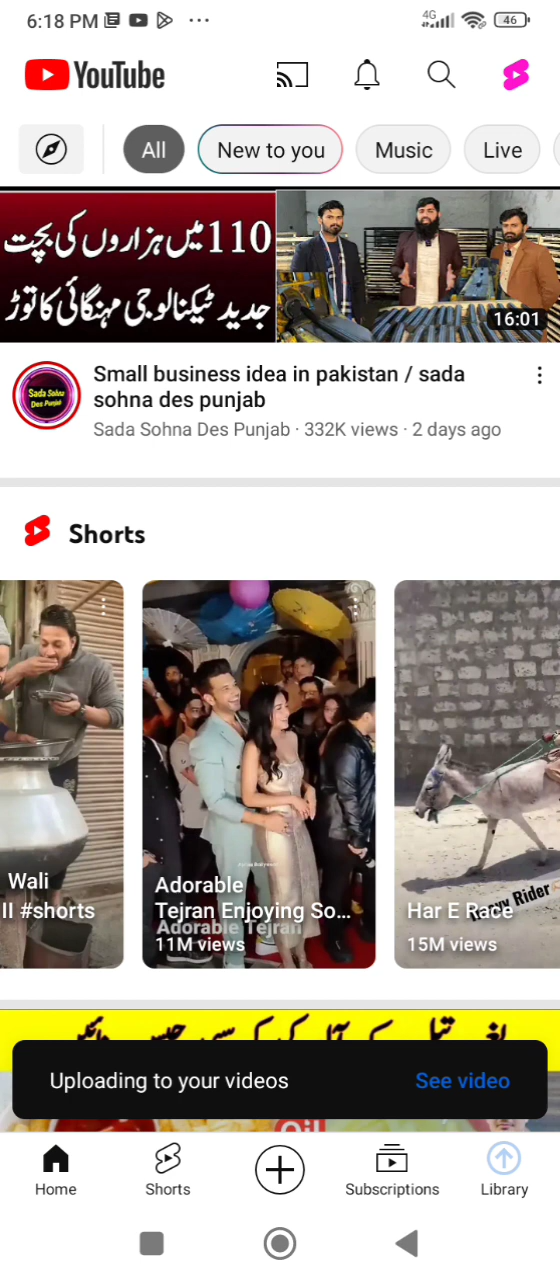 6:18 PM
4G
46
YouTube
All
New to you
Music
Live
110 میں ہزاروں کی بچت
جدید ٹیکنالوجی مہنگائی کا توڑ
16:01
Sada Sohna
Des Punjab
Small business idea in pakistan / sada
sohna des punjab
Sada Sohna Des Punjab · 332K views · 2 days ago
Shorts
Wali
II #shorts
Adorable
Tejran Enjoying So...
Adorable Tejran
11M views
Har E Race
Rider
15M views
Oil
Uploading to your videos
See video
Home
Shorts
Subscriptions
Library